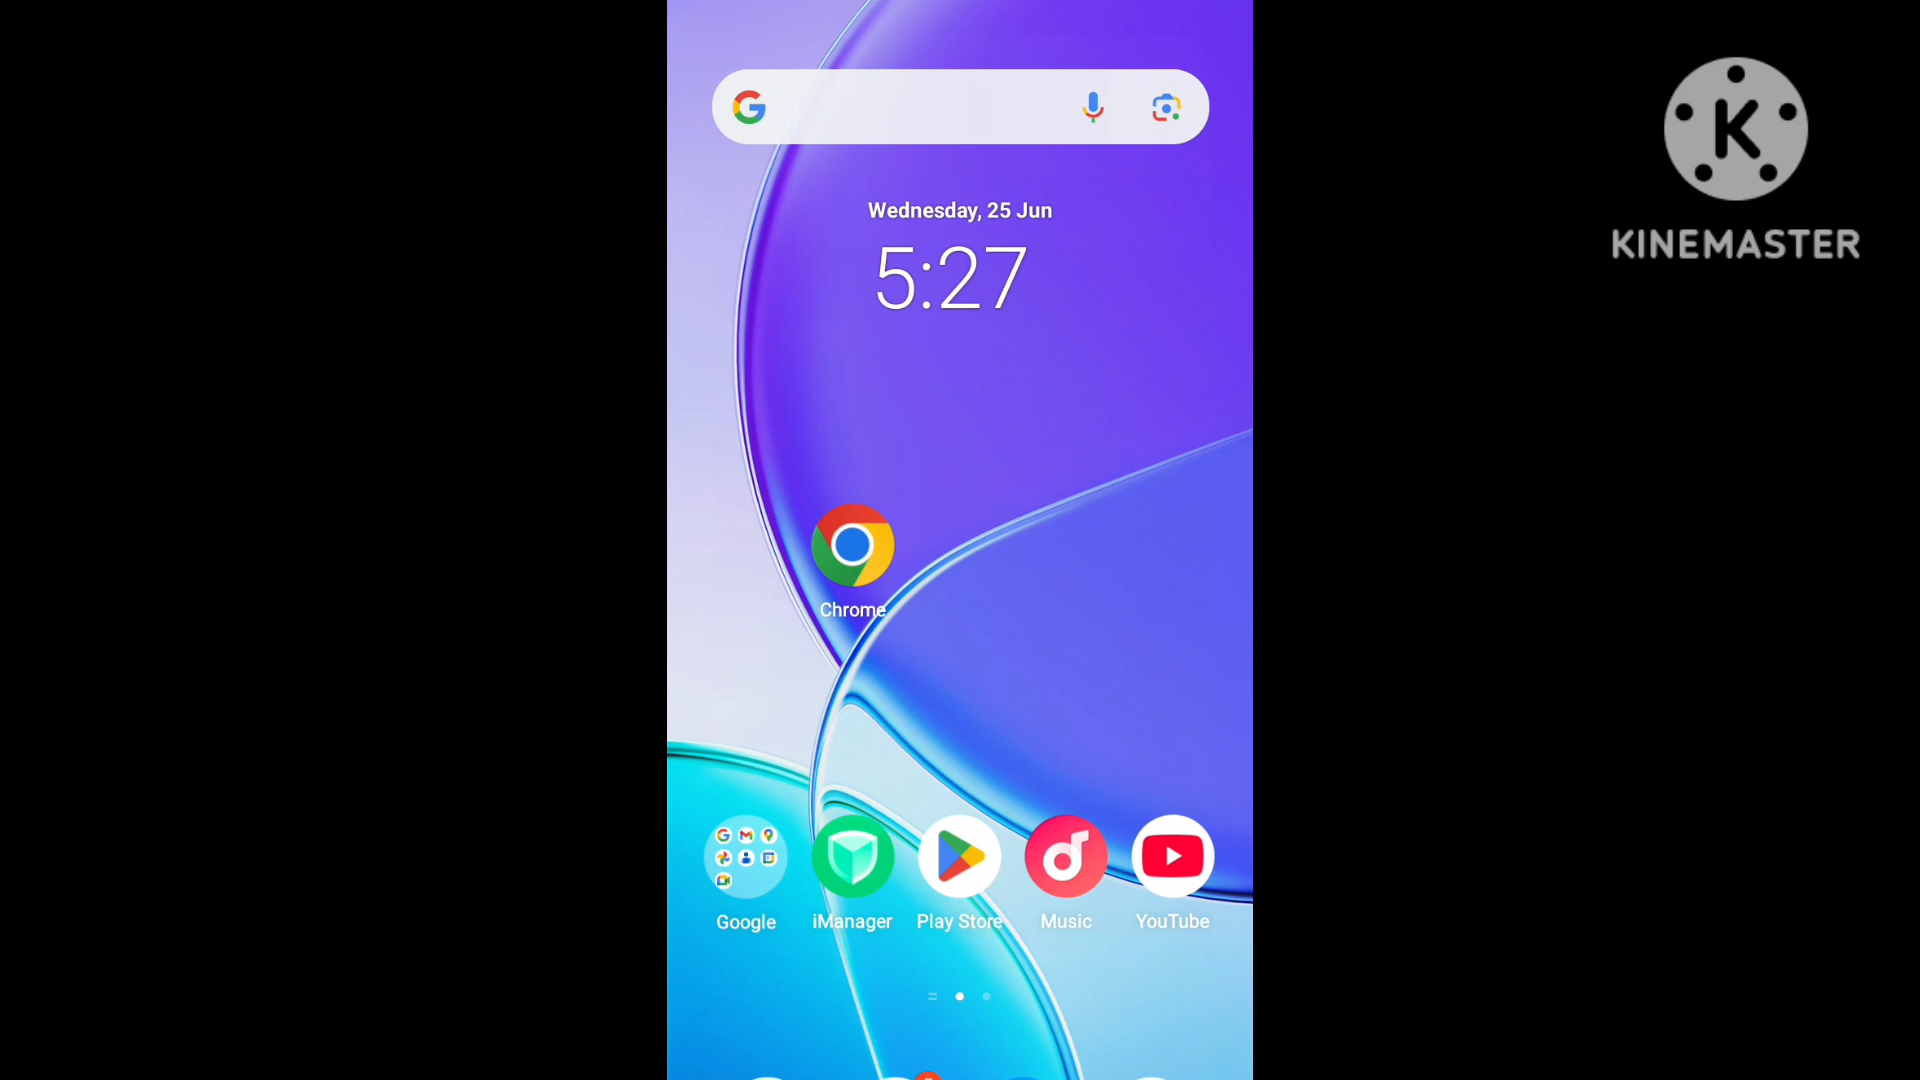 Wednesday, 25 Jun
5:27
KINEMASTER
Chrome
Google
iManager
Play Store
Music
YouTube